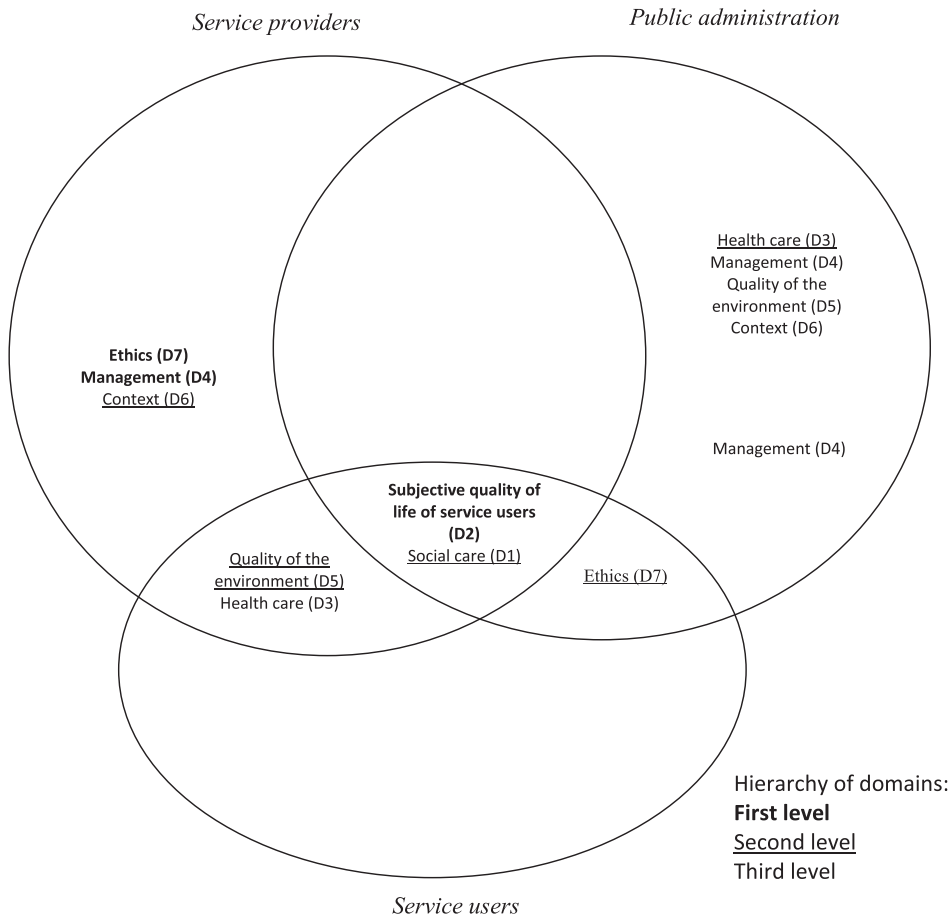 Service providers
Public administration
Health care (D3)
Management (D4)
Quality of the
environment (D5)
Context (D6)
Ethics (D7)
Management (D4)
Context (D6)
Management (D4)
Subjective quality of
life of service users
(D2)
Social care (D1)
Quality of the
environment (D5)
Health care (D3)
Ethics (D7)
Hierarchy of domains:
First level
Second level
Third level
Service users